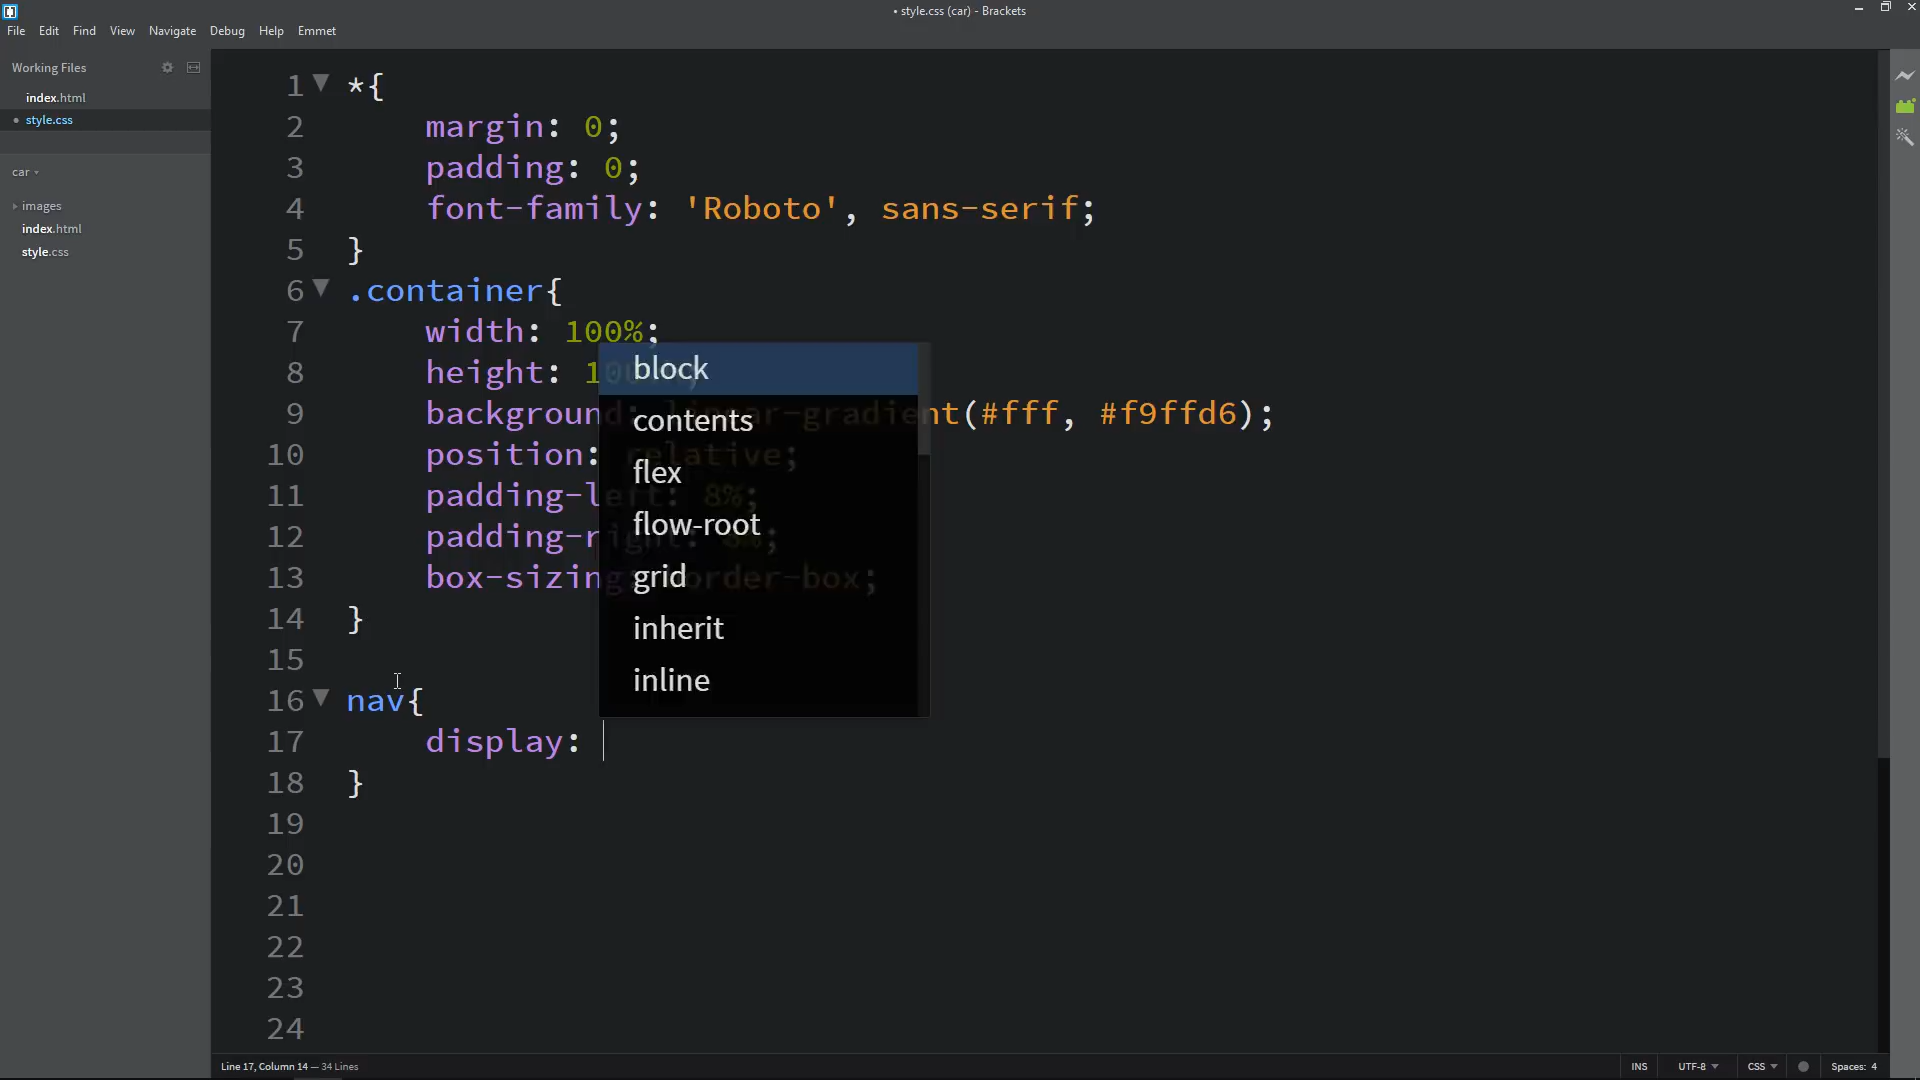 • style.css (car) - Brackets
File Edit Find View Navigate Debug Help Emmet
Working Files
index.html
• style.css
car
images
index.html
style.css
1 *{
2 margin: 0;
3 padding: 0;
4 font-family: 'Roboto', sans-serif;
5 }
6 .container{
7 width: 100%;
8 height: 100vh;
9 background: linear-gradient(#fff, #f9ffd6);
10 position: relative;
11 padding-left: 8%;
12 padding-right: 8%;
13 box-sizing: border-box;
14 }
15
16 nav{
17 display:
18 }
19
20
21
22
23
24
block
contents
flex
flow-root
grid
inherit
inline
Line 17, Column 14 — 34 Lines
INS UTF-8 CSS Spaces: 4